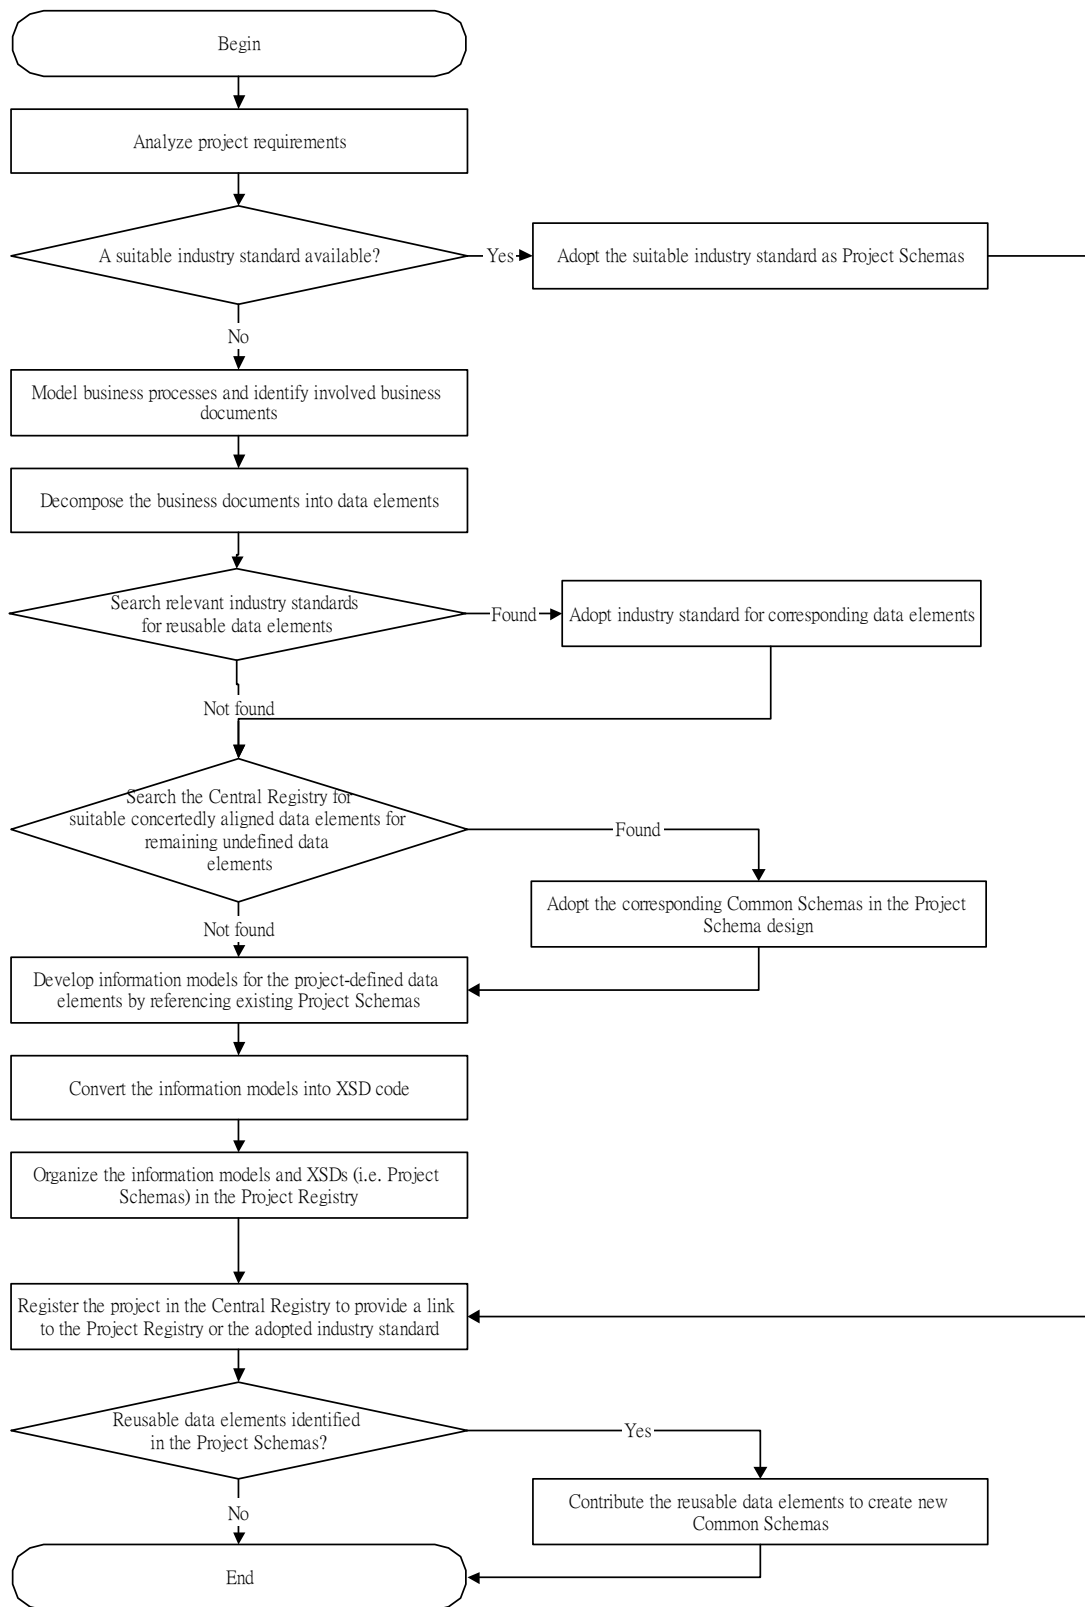 Begin
Analyze project requirements
A suitable industry standard available?
Yes
Adopt the suitable industry standard as Project Schemas
No
Model business processes and identify involved business
documents
Decompose the business documents into data elements
Search relevant industry standards
for reusable data elements
Found
Adopt industry standard for corresponding data elements
Not found
Search the Central Registry for
suitable concertedly aligned data elements for
remaining undefined data
elements
Found
Adopt the corresponding Common Schemas in the Project
Schema design
Not found
Develop information models for the project-defined data
elements by referencing existing Project Schemas
Convert the information models into XSD code
Organize the information models and XSDs (i.e. Project
Schemas) in the Project Registry
Register the project in the Central Registry to provide a link
to the Project Registry or the adopted industry standard
Reusable data elements identified
in the Project Schemas?
Yes
Contribute the reusable data elements to create new
Common Schemas
No
End